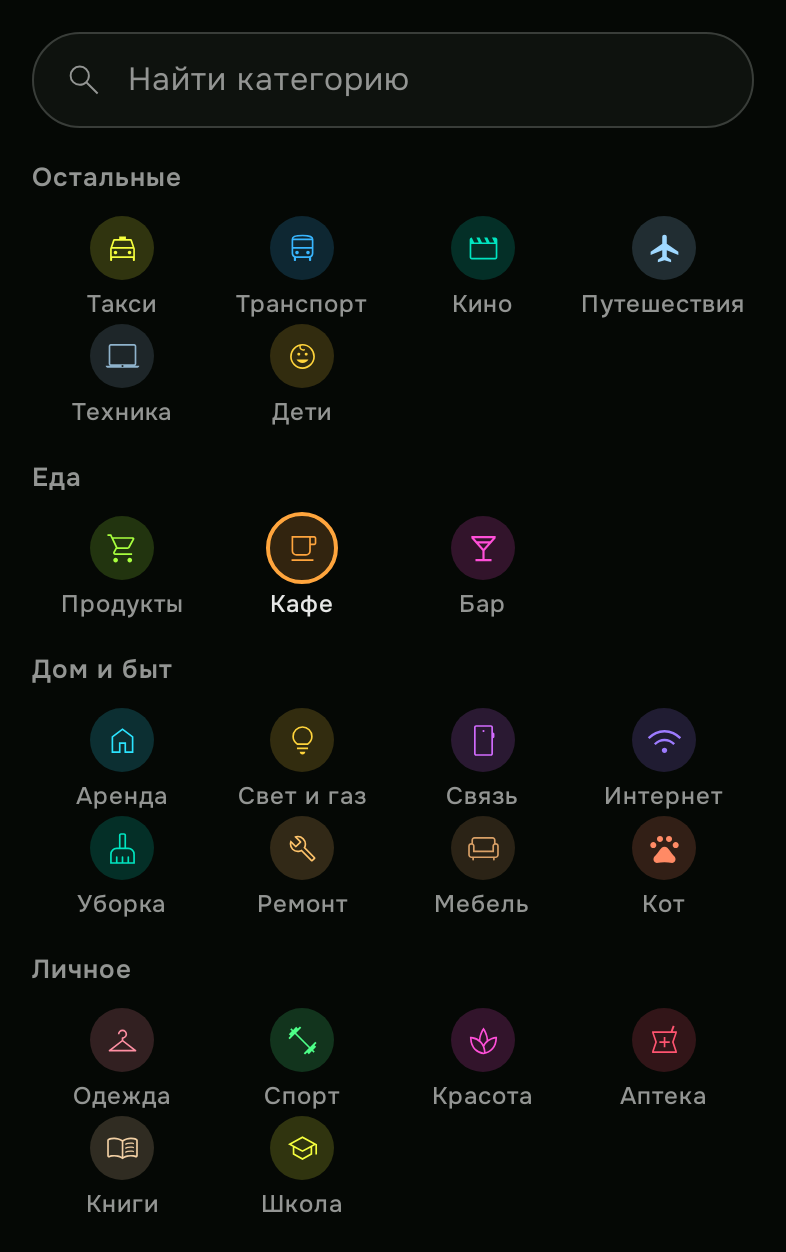 Найти категорию
Остальные
Такси Транспорт Кино Путешествия
Техника Дети
Еда
Продукты Кафе Бар
Дом и быт
Аренда Свет и газ Связь Интернет
Уборка Ремонт Мебель Кот
Личное
Одежда Спорт Красота Аптека
Книги Школа